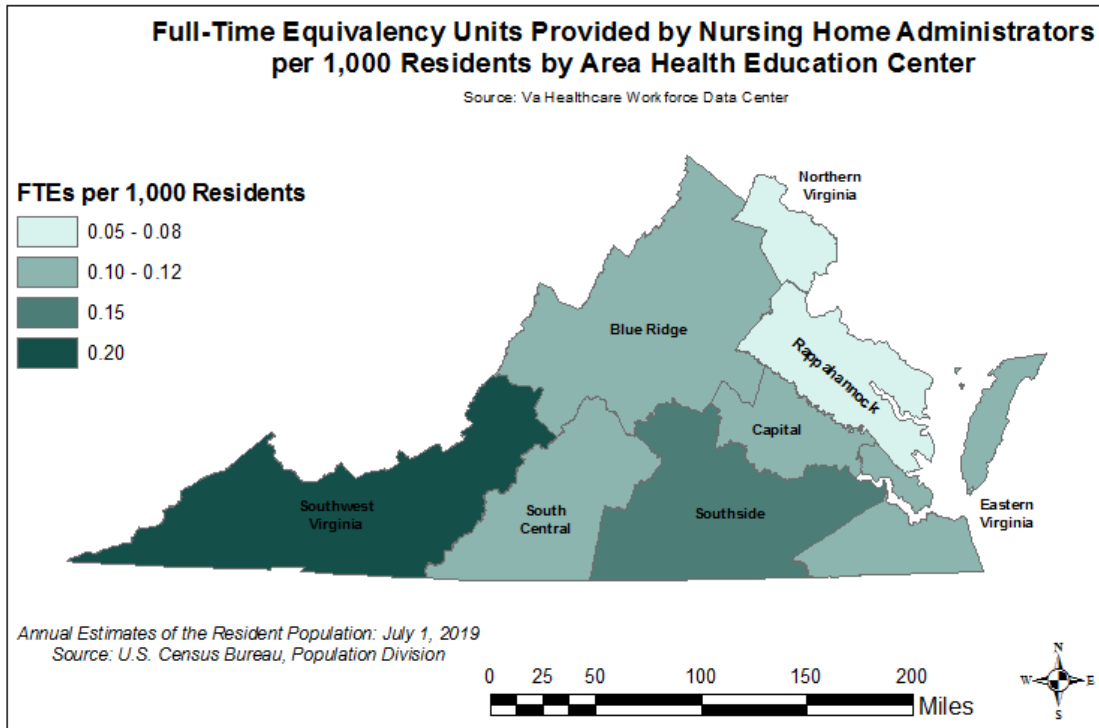 Full-Time Equivalency Units Provided by Nursing Home Administrators
per 1,000 Residents by Area Health Education Center
Source: Va Healthcare Workforce Data Center
FTEs per 1,000 Residents
0.05 - 0.08
0.10 - 0.12
0.15
0.20
Northern
Virginia
Blue Ridge
Rappahannock
Capital
Southwest
Virginia
South
Central
Southside
Eastern
Virginia
Annual Estimates of the Resident Population: July 1, 2019
Source: U.S. Census Bureau, Population Division
0 25 50 100 150 200
Miles
N
W E
S